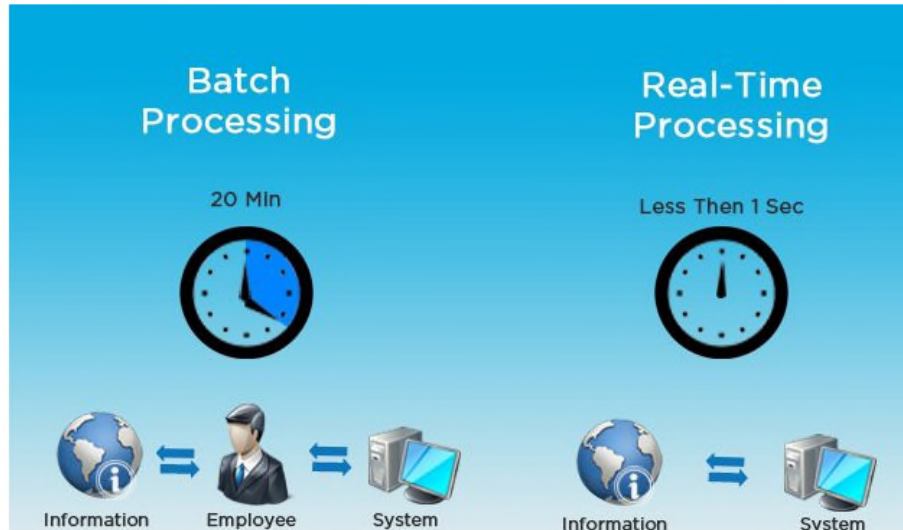 Batch
Processing
20 Min
Information
Employee
System
Real-Time
Processing
Less Then 1 Sec
Information
System